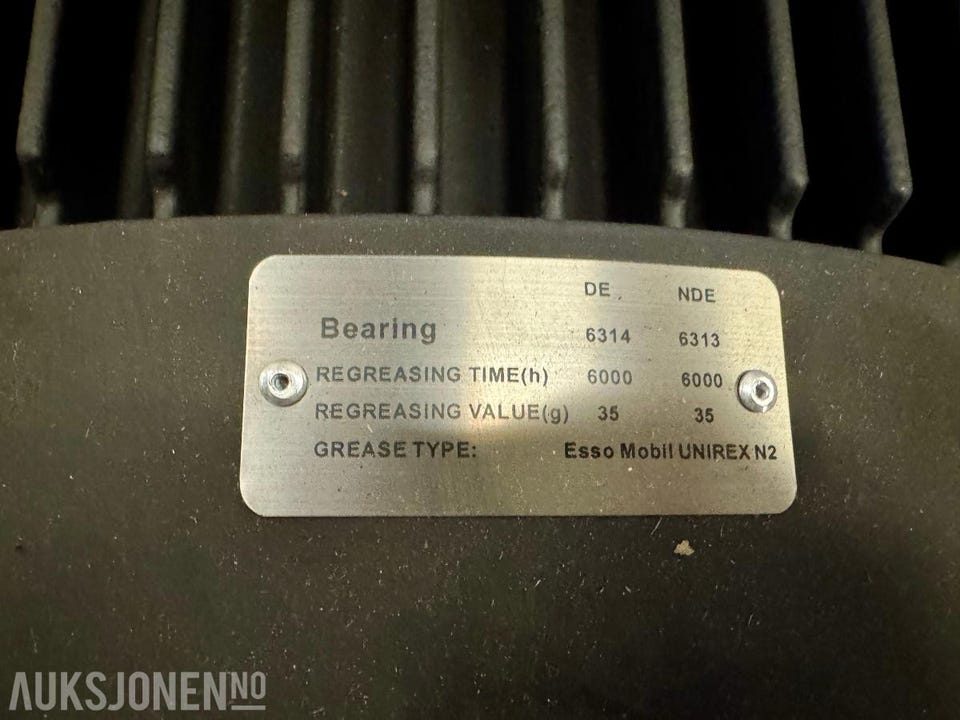 DE NDE
Bearing 6314 6313
REGREASING TIME(h) 6000 6000
REGREASING VALUE(g) 35 35
GREASE TYPE: Esso Mobil UNIREX N2
AUKSJONEN NO